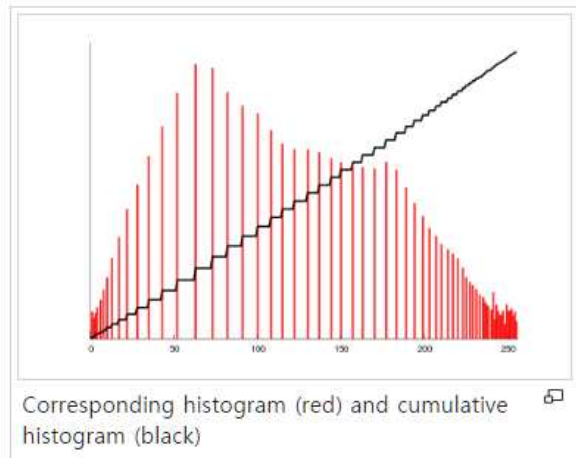 0 50 100 150 200 250
Corresponding histogram (red) and cumulative
histogram (black)